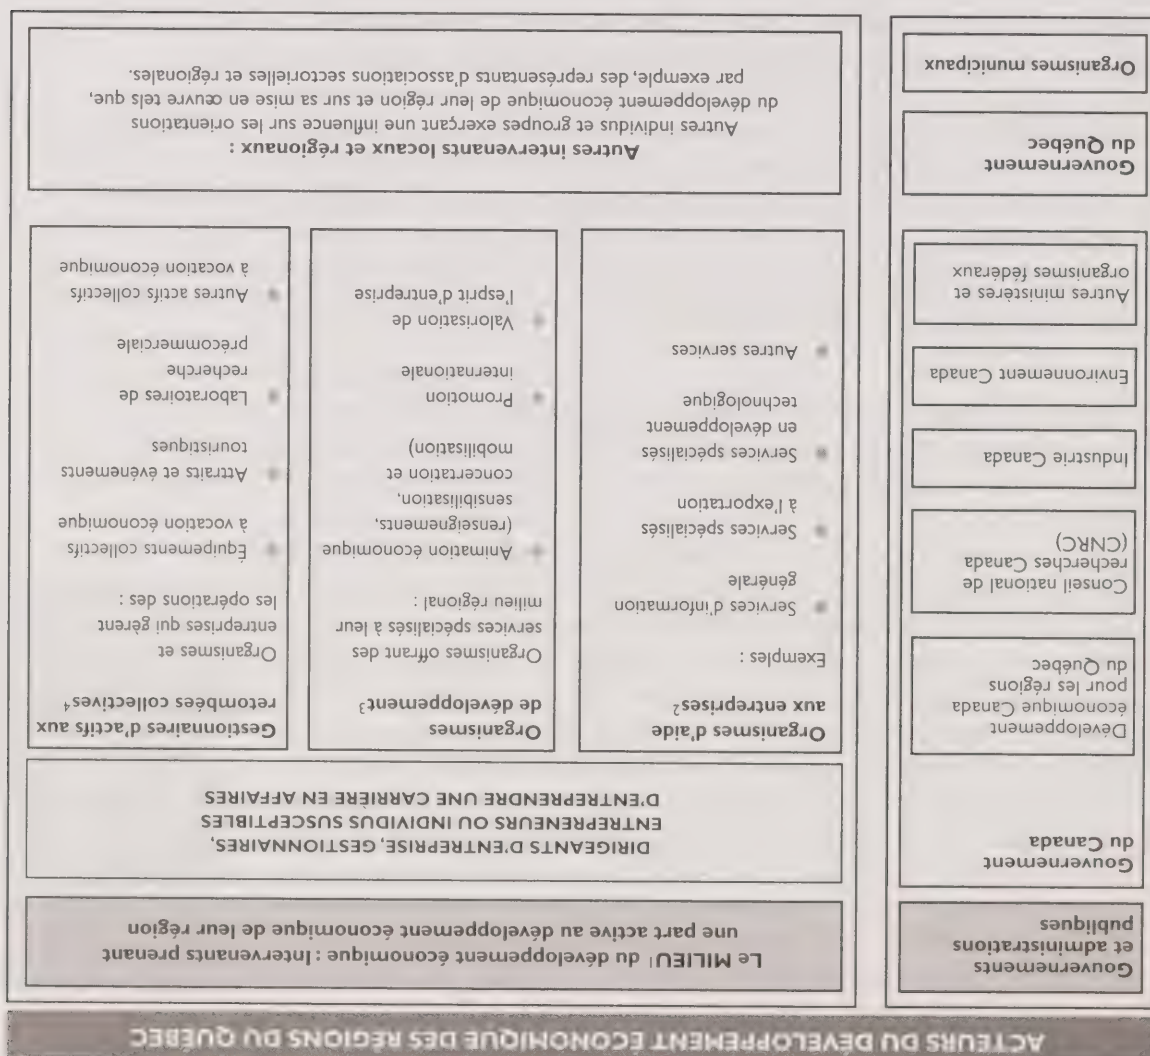 ACTEURS DU DÉVELOPPEMENT ÉCONOMIQUE DES RÉGIONS DU QUÉBEC
Gouvernements
et administrations
publiques
Gouvernement
du Canada
Développement
économique Canada
pour les régions
du Québec
Conseil national de
recherches Canada
(CNRC)
Industrie Canada
Environnement Canada
Autres ministères et
organismes fédéraux
Gouvernement
du Québec
Organismes municipaux
Le MILIEU¹ du développement économique : Intervenants prenant
une part active au développement économique de leur région
DIRIGEANTS D'ENTREPRISE, GESTIONNAIRES,
ENTREPRENEURS OU INDIVIDUS SUSCEPTIBLES
D'ENTREPRENDRE UNE CARRIÈRE EN AFFAIRES
Organismes d'aide
aux entreprises²
Exemples :
• Services d'information
générale
• Services spécialisés
à l'exportation
• Services spécialisés
en développement
technologique
• Autres services
Organismes
de développement³
Organismes offrant des
services spécialisés à leur
milieu régional :
• Animation économique
(renseignements,
sensibilisation,
concertation et
mobilisation)
• Promotion
internationale
• Valorisation de
l'esprit d'entreprise
Gestionnaires d'actifs aux
retombées collectives⁴
Organismes et
entreprises qui gèrent
les opérations des :
• Équipements collectifs
à vocation économique
• Attraits et événements
touristiques
• Laboratoires de
recherche
précommerciale
• Autres actifs collectifs
à vocation économique
Autres intervenants locaux et régionaux :
Autres individus et groupes exerçant une influence sur les orientations
du développement économique de leur région et sur sa mise en œuvre tels que,
par exemple, des représentants d'associations sectorielles et régionales.